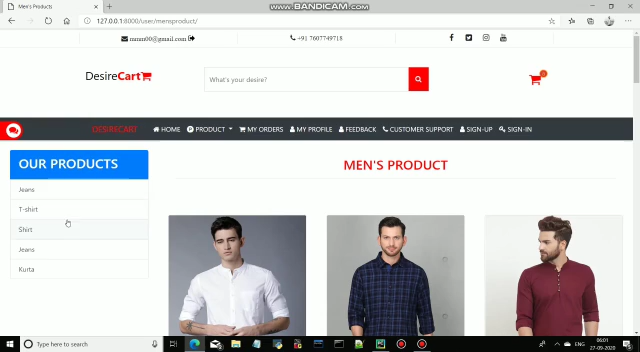 Men's Products
www.BANDICAM.com
127.0.0.1:8000/user/mensproduct/
mmm00@gmail.com
+91 7607749718
DesireCart
What's your desire?
0
DESIRECART
HOME
PRODUCT
MY ORDERS
MY PROFILE
FEEDBACK
CUSTOMER SUPPORT
SIGN-UP
SIGN-IN
OUR PRODUCTS
Jeans
T-shirt
Shirt
Jeans
Kurta
MEN'S PRODUCT
Type here to search
06:01
27-09-2020